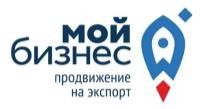 мой
бизнес
продвижение
на экспорт